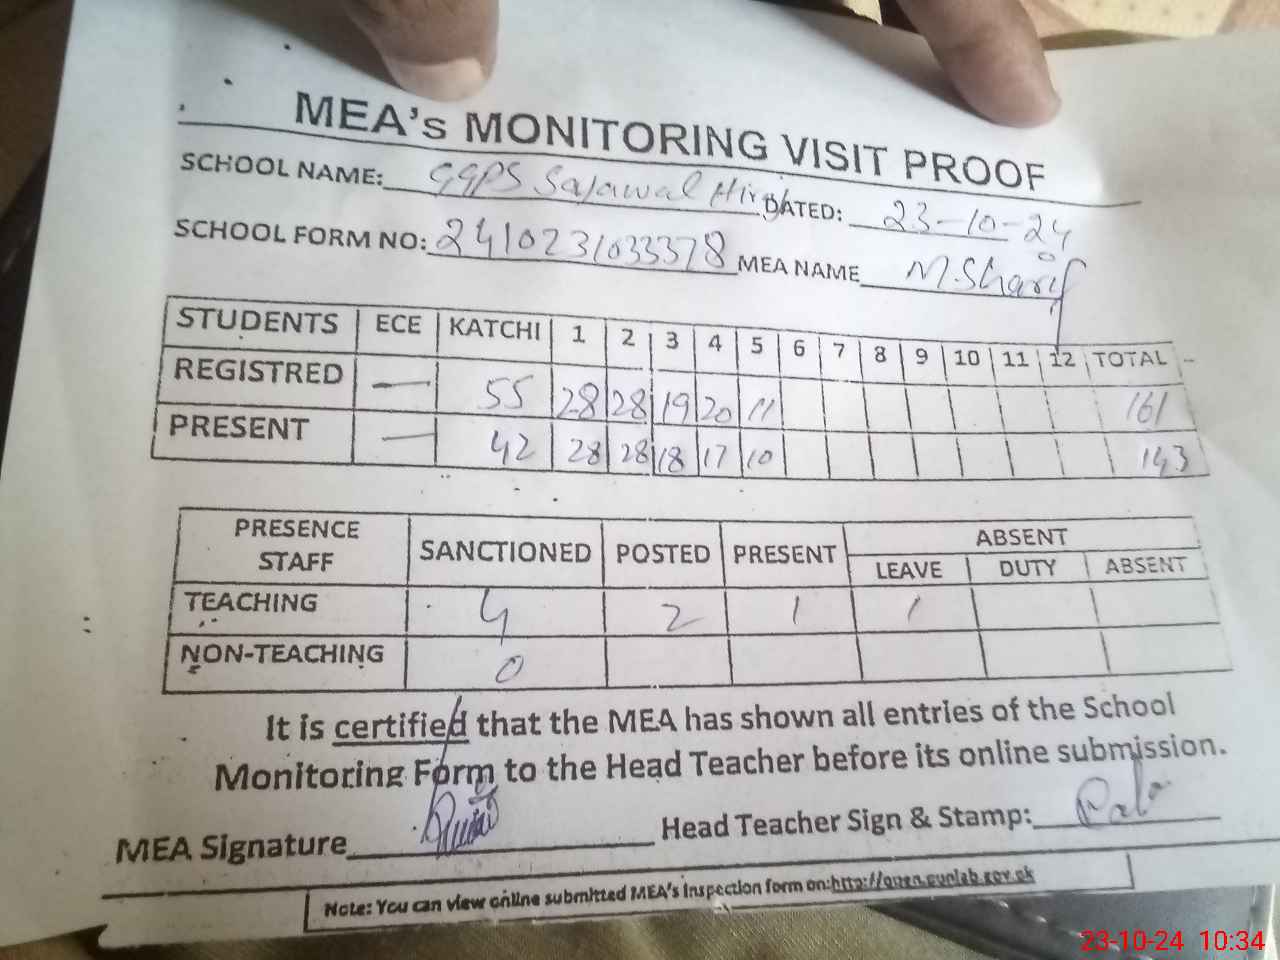 MEA's MONITORING VISIT PROOF
SCHOOL NAME: GGPS Sajawal Hiraj DATED: 23-10-24
SCHOOL FORM NO: 2410231033378 MEA NAME M.Sharif
STUDENTS ECE KATCHI 1 2 3 4 5 6 7 8 9 10 11 12 TOTAL
REGISTRED — 55 28 28 19 20 11 161
PRESENT — 42 28 28 18 17 10 143
PRESENCE STAFF SANCTIONED POSTED PRESENT ABSENT
LEAVE DUTY ABSENT
TEACHING 4 2 1 1
NON-TEACHING 0
It is certified that the MEA has shown all entries of the School
Monitoring Form to the Head Teacher before its online submission.
MEA Signature Head Teacher Sign & Stamp:
Note: You can view online submitted MEA's inspection form on:http://open.punjab.gov.pk
23-10-24 10:34